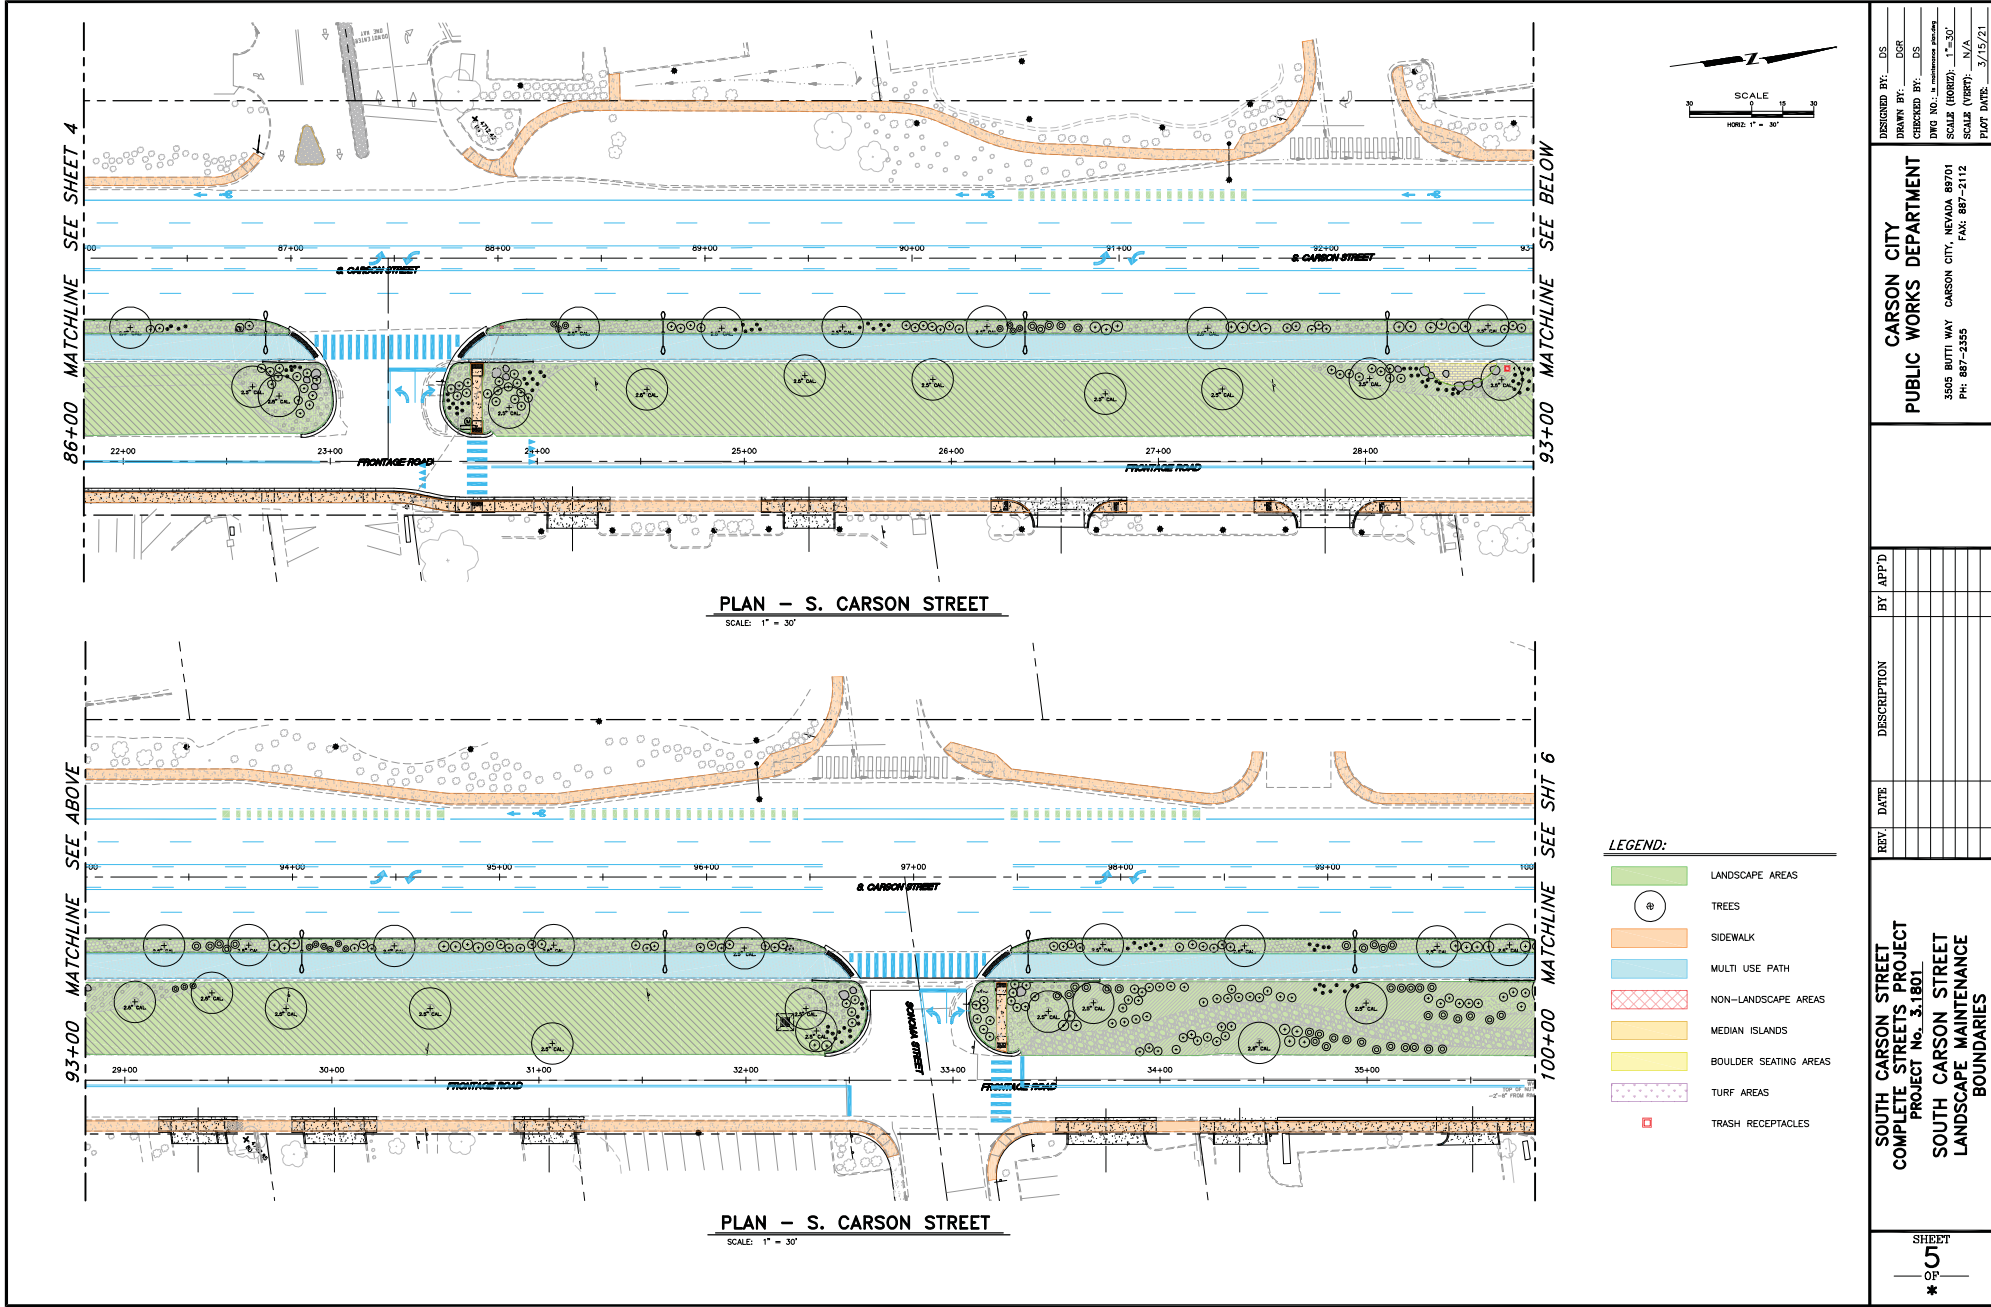 86+00 MATCHLINE SEE SHEET 4
87+00
88+00
89+00
90+00
91+00
92+00
S. CARSON STREET
S. CARSON STREET
22+00
23+00
24+00
25+00
26+00
27+00
28+00
FRONTAGE ROAD
FRONTAGE ROAD
93+00 MATCHLINE SEE BELOW
PLAN - S. CARSON STREET
SCALE: 1" = 30'
93+00 MATCHLINE SEE ABOVE
94+00
95+00
96+00
97+00
98+00
99+00
S. CARSON STREET
SONOMA STREET
29+00
30+00
31+00
32+00
33+00
34+00
35+00
FRONTAGE ROAD
FRONTAGE ROAD
100+00 MATCHLINE SEE SHT 6
PLAN - S. CARSON STREET
SCALE: 1" = 30'
Z
SCALE
30 0 15 30
HORIZ: 1" = 30'
LEGEND:
LANDSCAPE AREAS
TREES
SIDEWALK
MULTI USE PATH
NON-LANDSCAPE AREAS
MEDIAN ISLANDS
BOULDER SEATING AREAS
TURF AREAS
TRASH RECEPTACLES
DESIGNED BY: DS
DRAWN BY: DGR
CHECKED BY: DS
DWG NO.:
SCALE (HORIZ): 1"=30'
SCALE (VERT): N/A
PLOT DATE: 3/15/21
CARSON CITY
PUBLIC WORKS DEPARTMENT
3505 BUTTI WAY CARSON CITY, NEVADA 89701
PH: 887-2355 FAX: 887-2112
REV. DATE DESCRIPTION BY APP'D
SOUTH CARSON STREET
COMPLETE STREETS PROJECT
PROJECT No. 3.1801
SOUTH CARSON STREET
LANDSCAPE MAINTENANCE
BOUNDARIES
SHEET
5
OF
*